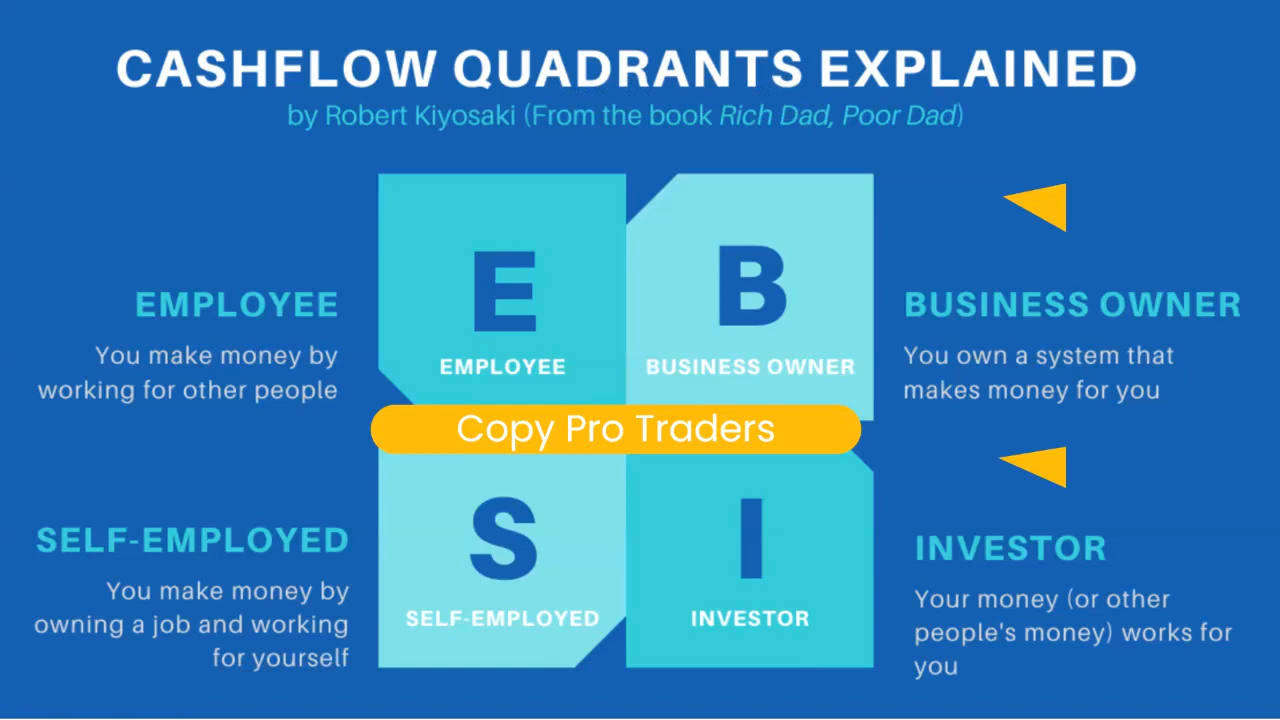 CASHFLOW QUADRANTS EXPLAINED
by Robert Kiyosaki (From the book Rich Dad, Poor Dad)
E
EMPLOYEE
B
BUSINESS OWNER
EMPLOYEE
You make money by
working for other people
BUSINESS OWNER
You own a system that
makes money for you
Copy Pro Traders
S
SELF-EMPLOYED
I
INVESTOR
SELF-EMPLOYED
You make money by
owning a job and working
for yourself
INVESTOR
Your money (or other
people's money) works for
you